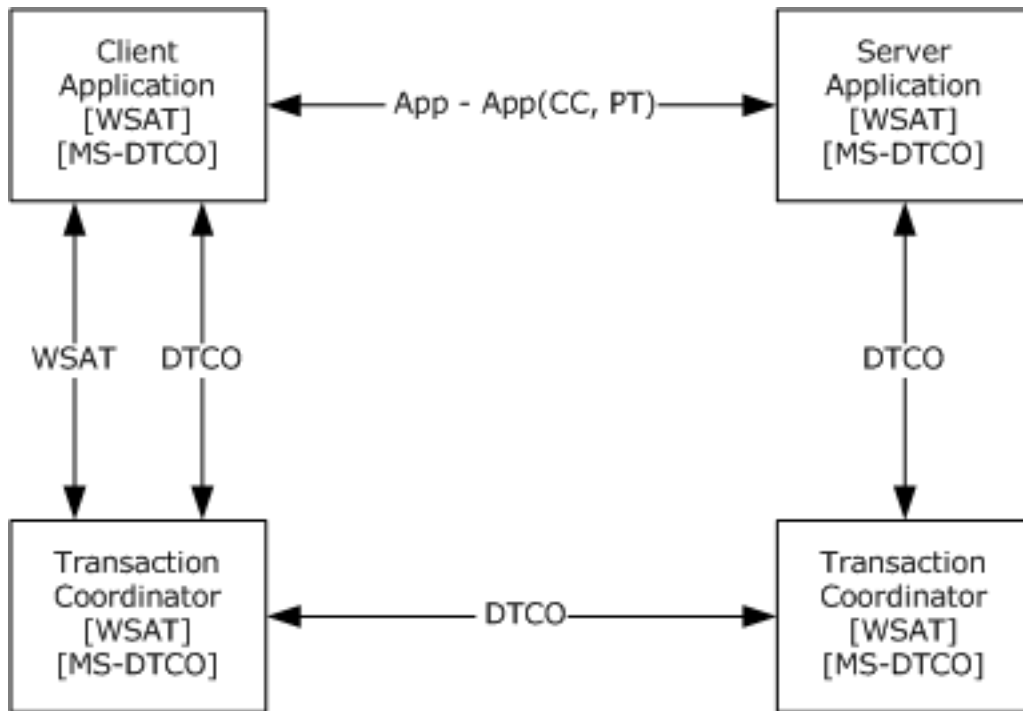 Client
Application
[WSAT]
[MS-DTCO]
App - App(CC, PT)
Server
Application
[WSAT]
[MS-DTCO]
WSAT
DTCO
DTCO
Transaction
Coordinator
[WSAT]
[MS-DTCO]
DTCO
Transaction
Coordinator
[WSAT]
[MS-DTCO]